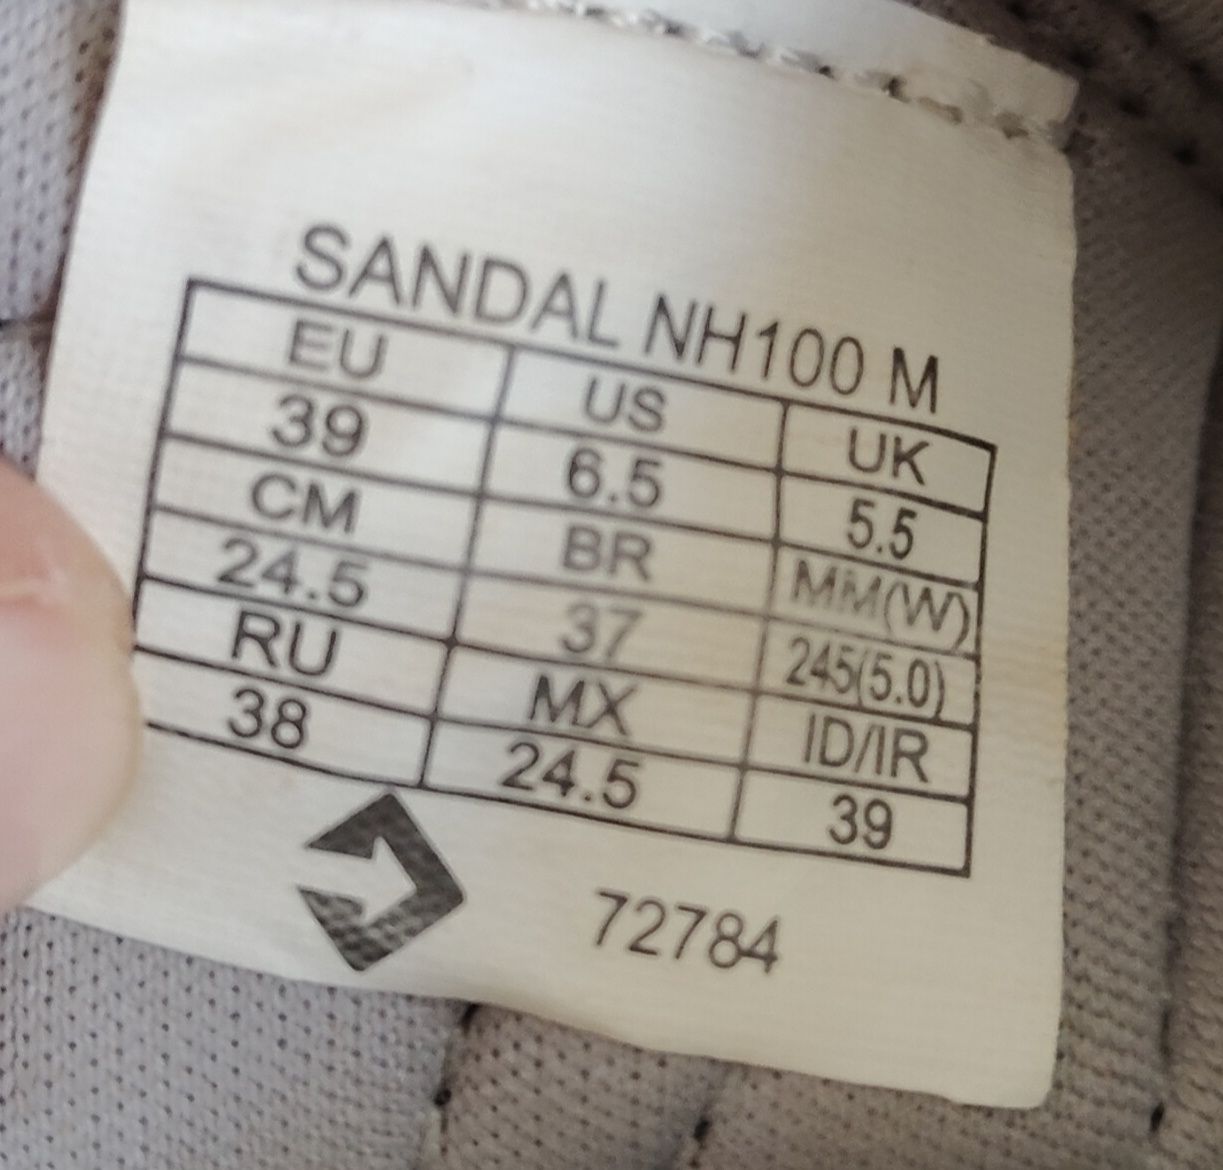 SANDAL NH100 M
EU US UK
39 6.5 5.5
CM BR MM(W)
24.5 37 245(5.0)
RU MX ID/IR
38 24.5 39
72784